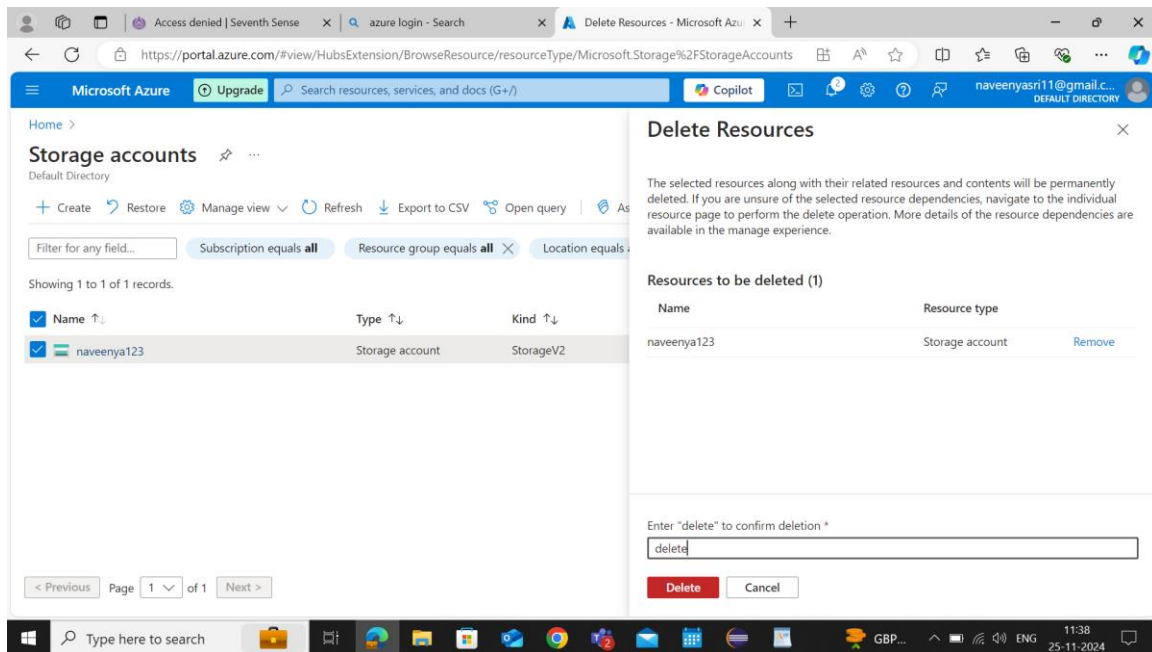 Access denied | Seventh Sense
azure login - Search
Delete Resources - Microsoft Azu
https://portal.azure.com/#view/HubsExtension/BrowseResource/resourceType/Microsoft.Storage%2FStorageAccounts
Microsoft Azure
Upgrade
Search resources, services, and docs (G+/)
Copilot
2
naveenyasri11@gmail.c...
DEFAULT DIRECTORY
Home >
Storage accounts
Default Directory
Create Restore Manage view Refresh Export to CSV Open query As
Filter for any field... Subscription equals all Resource group equals all Location equals
Showing 1 to 1 of 1 records.
Name Type Kind
naveenya123 Storage account StorageV2
< Previous Page 1 of 1 Next >
Delete Resources
The selected resources along with their related resources and contents will be permanently
deleted. If you are unsure of the selected resource dependencies, navigate to the individual
resource page to perform the delete operation. More details of the resource dependencies are
available in the manage experience.
Resources to be deleted (1)
Name Resource type
naveenya123 Storage account Remove
Enter "delete" to confirm deletion *
delete
Delete Cancel
Type here to search
GBP... ENG 11:38
25-11-2024